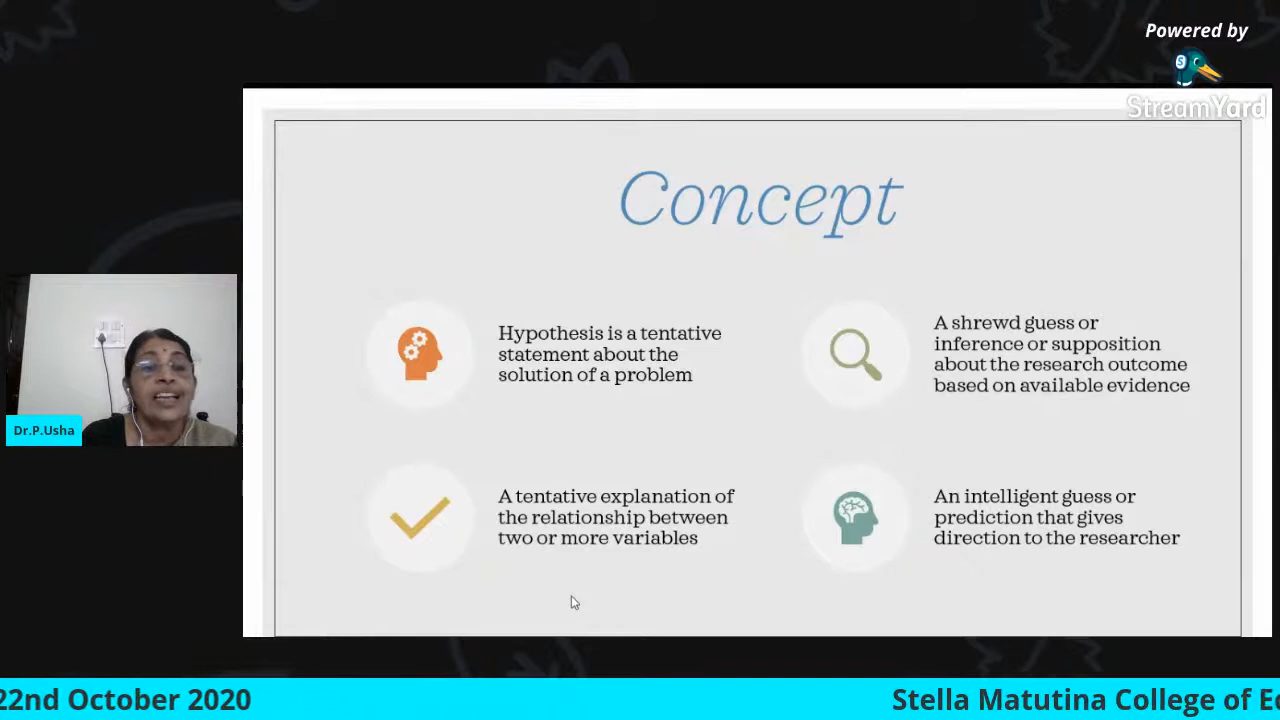 Powered by
StreamYard
Concept
Hypothesis is a tentative
statement about the
solution of a problem
A shrewd guess or
inference or supposition
about the research outcome
based on available evidence
A tentative explanation of
the relationship between
two or more variables
An intelligent guess or
prediction that gives
direction to the researcher
Dr.P.Usha
22nd October 2020
Stella Matutina College of